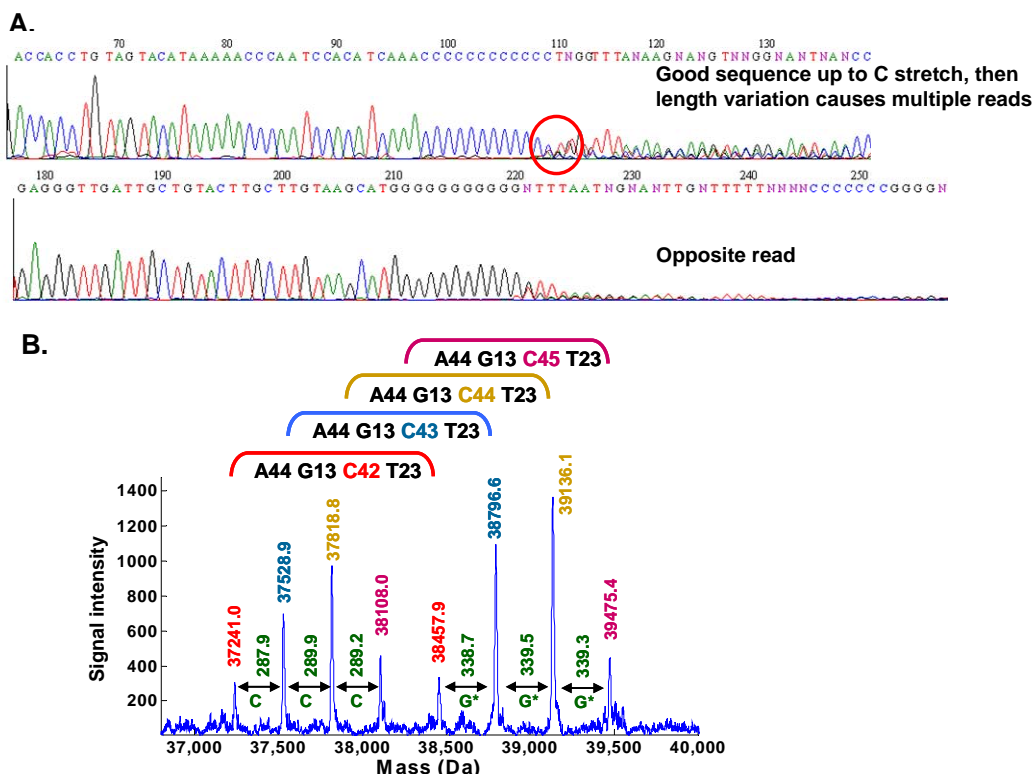 A.
70 80 90 100 110 120 130
ACCACCTGTAGTACATAAAAACCCAATCCACATCAAACCCCCCCCCCCCCCTNGGTTTANAAGNANGTNNGGNANTNANCC
Good sequence up to C stretch, then
length variation causes multiple reads
180 190 200 210 220 230 240 250
GAGGGTGATTGCTGTACTTGCTTGTAAGCATGGGGGGGGGGGGNTTTAATNGNANTTGNTTTTTNNNNCCCCCCCGGGGN
Opposite read
B.
A44 G13 C45 T23
A44 G13 C44 T23
A44 G13 C43 T23
A44 G13 C42 T23
Signal intensity
1400
1200
1000
800
600
400
200
37241.0
287.9
C
37528.9
289.9
C
37818.8
289.2
C
38108.0
38457.9
338.7
G*
38796.6
339.5
G*
39136.1
339.3
G*
39475.4
37,000 37,500 38,000 38,500 39,000 39,500 40,000
Mass (Da)